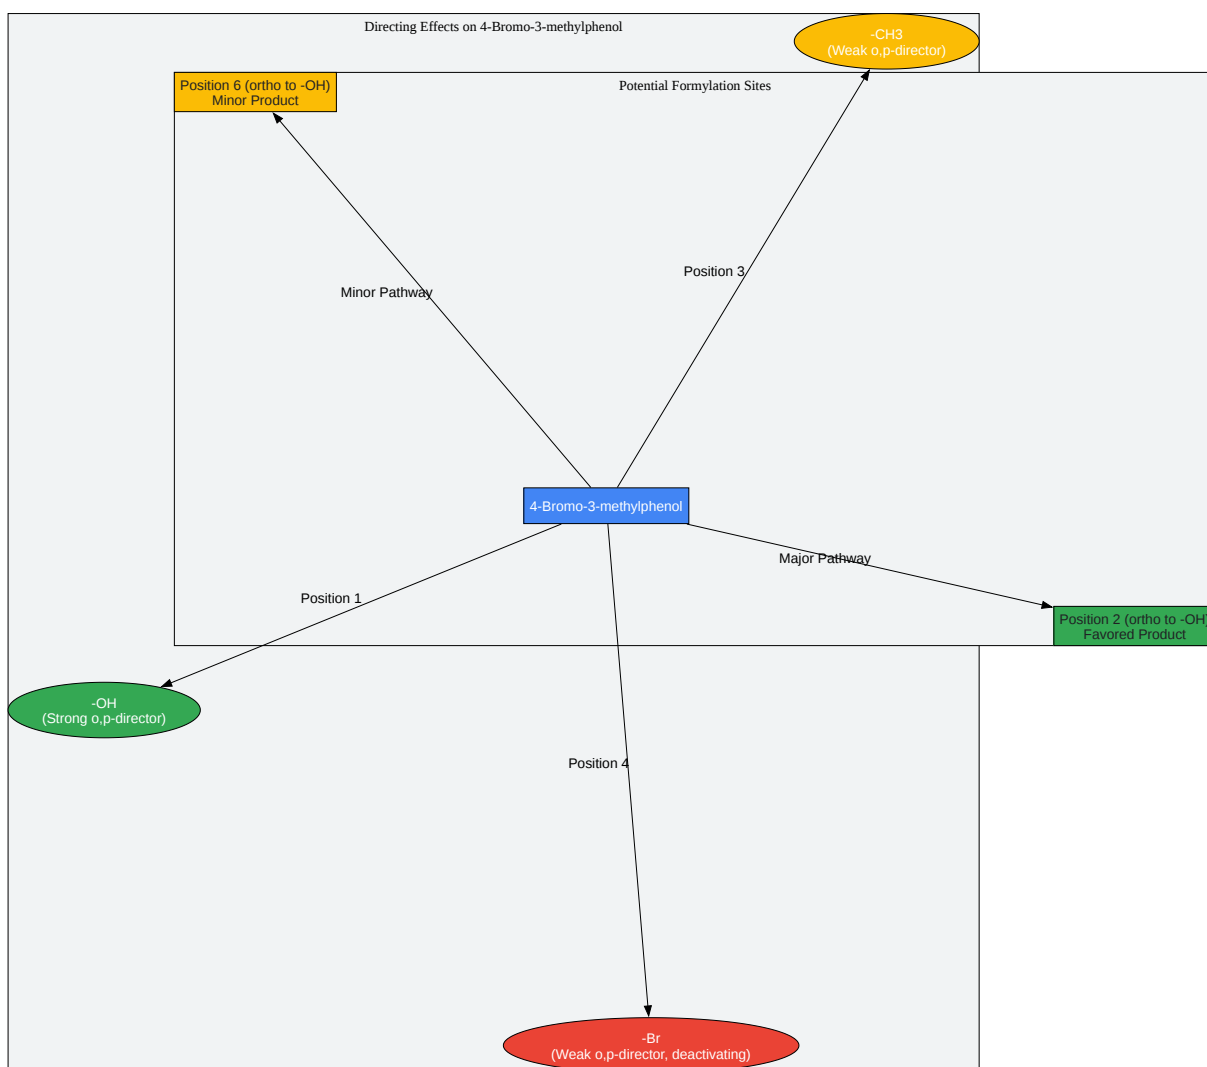 Directing Effects on 4-Bromo-3-methylphenol
-CH3
(Weak o,p-director)
Position 6 (ortho to -OH)
Minor Product
Potential Formylation Sites
Position 3
Minor Pathway
4-Bromo-3-methylphenol
Major Pathway
Position 1
Position 2 (ortho to -OH)
Favored Product
-OH
(Strong o,p-director)
Position 4
-Br
(Weak o,p-director, deactivating)